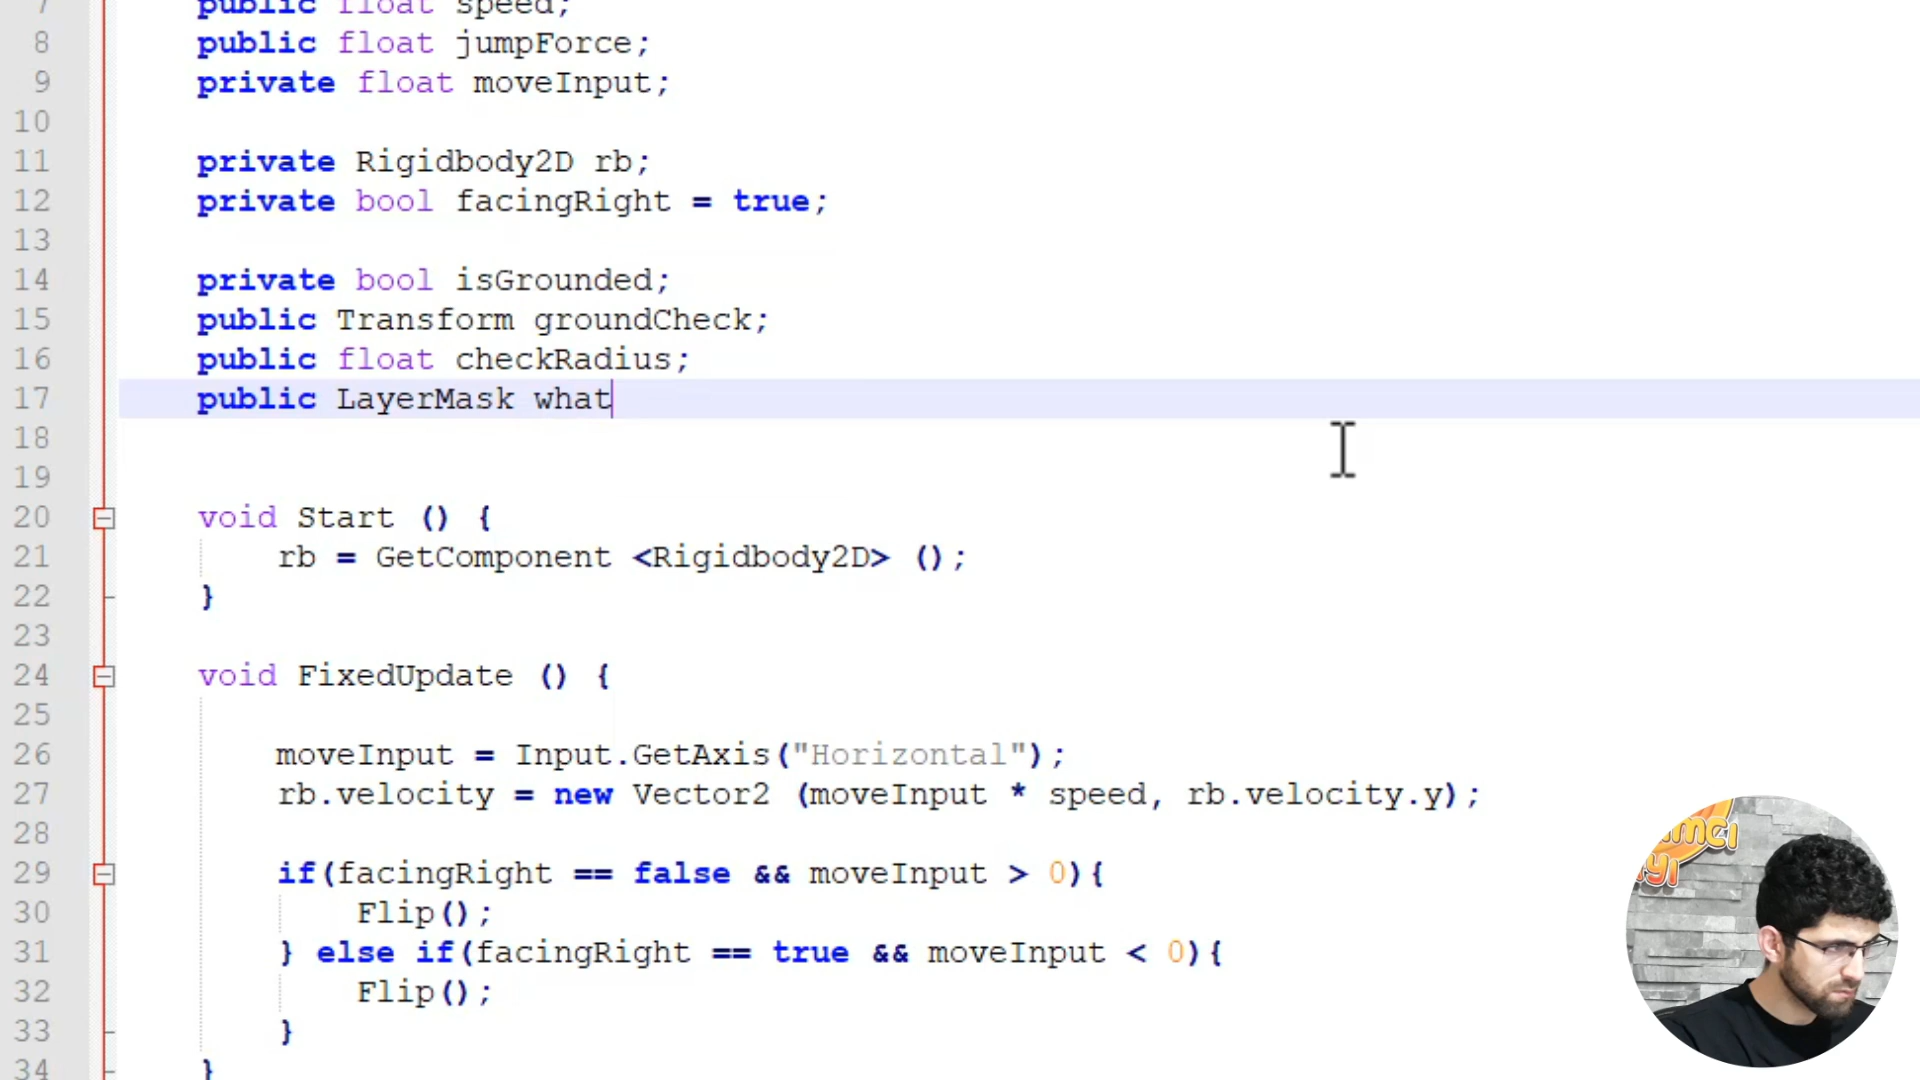 7 public float speed;
8 public float jumpForce;
9 private float moveInput;
10
11 private Rigidbody2D rb;
12 private bool facingRight = true;
13
14 private bool isGrounded;
15 public Transform groundCheck;
16 public float checkRadius;
17 public LayerMask what
18
19
20 void Start () {
21 rb = GetComponent <Rigidbody2D> ();
22 }
23
24 void FixedUpdate () {
25
26 moveInput = Input.GetAxis("Horizontal");
27 rb.velocity = new Vector2 (moveInput * speed, rb.velocity.y);
28
29 if(facingRight == false && moveInput > 0){
30 Flip();
31 } else if(facingRight == true && moveInput < 0){
32 Flip();
33 }
34 }